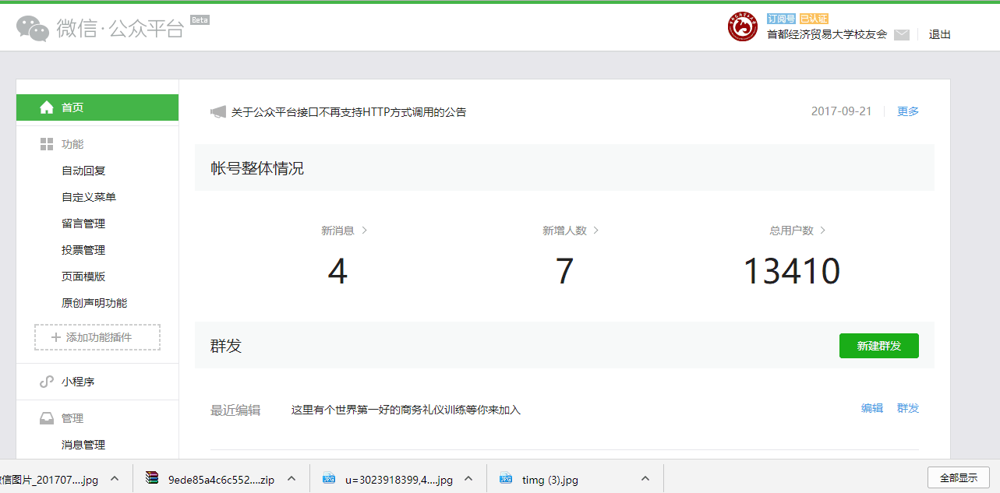 微信·公众平台 Beta
订阅号 已认证
首都经济贸易大学校友会 退出
首页
功能
自动回复
自定义菜单
留言管理
投票管理
页面模版
原创声明功能
添加功能插件
小程序
管理
消息管理
关于公众平台接口不再支持HTTP方式调用的公告 2017-09-21 更多
帐号整体情况
新消息 新增人数 总用户数
4 7 13410
群发 新建群发
最近编辑 这里有个世界第一好的商务礼仪训练等你来加入 编辑 群发
信图片_201707....jpg 9ede85a4c6c552....zip u=3023918399,4....jpg timg (3).jpg 全部显示